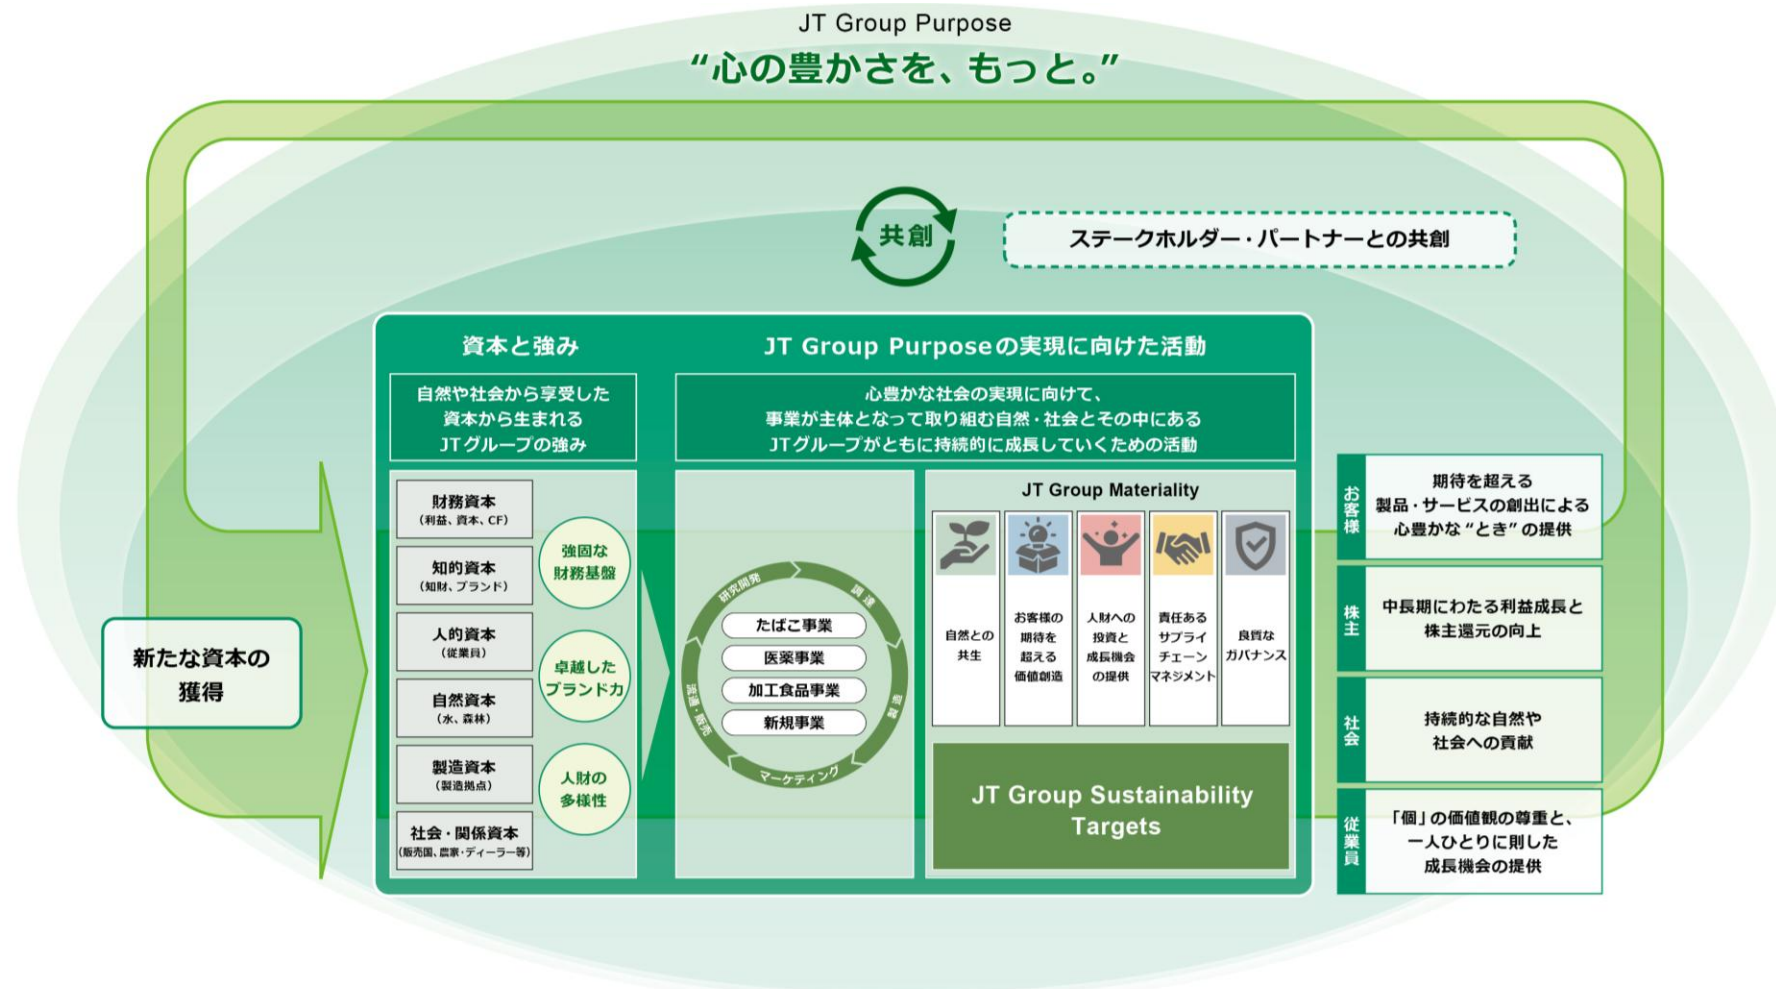 JT Group Purpose
“心の豊かさを、もっと。”
共創
ステークホルダー・パートナーとの共創
新たな資本の
獲得
資本と強み
自然や社会から享受した
資本から生まれる
JTグループの強み
財務資本
(利益、資本、CF)
知的資本
(知財、ブランド)
人的資本
(従業員)
自然資本
(水、森林)
製造資本
(製造拠点)
社会・関係資本
(販売国、農家・ディーラー等)
強固な
財務基盤
卓越した
ブランド力
人財の
多様性
JT Group Purposeの実現に向けた活動
心豊かな社会の実現に向けて、
事業が主体となって取り組む自然・社会とその中にある
JTグループがともに持続的に成長していくための活動
研究開発
調達
製造
マーケティング
流通・販売
たばこ事業
医薬事業
加工食品事業
新規事業
JT Group Materiality
自然との
共生
お客様の
期待を
超える
価値創造
人財への
投資と
成長機会
の提供
責任ある
サプライ
チェーン
マネジメント
良質な
ガバナンス
JT Group Sustainability
Targets
お客様
期待を超える
製品・サービスの創出による
心豊かな“とき”の提供
株主
中長期にわたる利益成長と
株主還元の向上
社会
持続的な自然や
社会への貢献
従業員
「個」の価値観の尊重と、
一人ひとりに則した
成長機会の提供